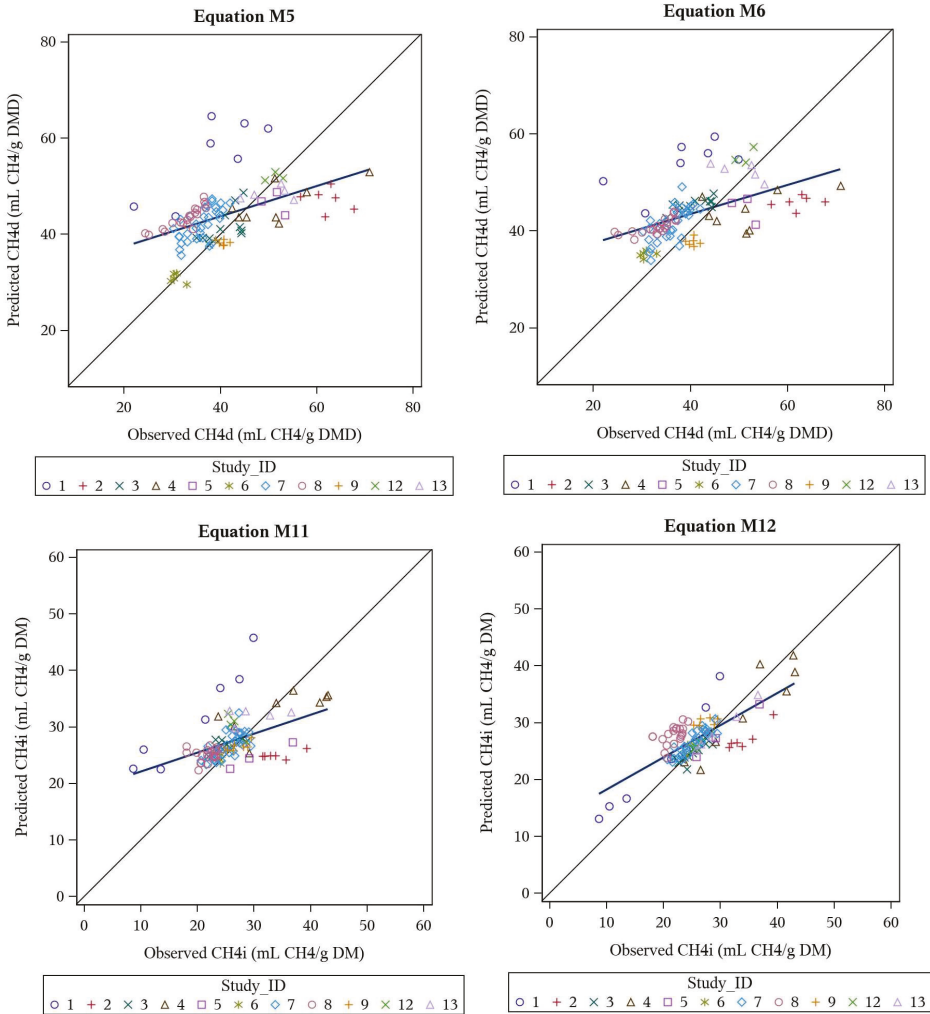 Equation M5
80
60
40
20
Predicted CH4d (mL CH4/g DMD)
20 40 60 80
Observed CH4d (mL CH4/g DMD)
Study_ID
1 2 3 4 5 6 7 8 9 12 13
Equation M6
80
60
40
20
Predicted CH4d (mL CH4/g DMD)
20 40 60 80
Observed CH4d (mL CH4/g DMD)
Study_ID
1 2 3 4 5 6 7 8 9 12 13
Equation M11
60
50
40
30
20
10
0
Predicted CH4i (mL CH4/g DM)
0 10 20 30 40 50 60
Observed CH4i (mL CH4/g DM)
Study_ID
1 2 3 4 5 6 7 8 9 12 13
Equation M12
60
50
40
30
20
10
0
Predicted CH4i (mL CH4/g DM)
0 10 20 30 40 50 60
Observed CH4i (mL CH4/g DM)
Study_ID
1 2 3 4 5 6 7 8 9 12 13